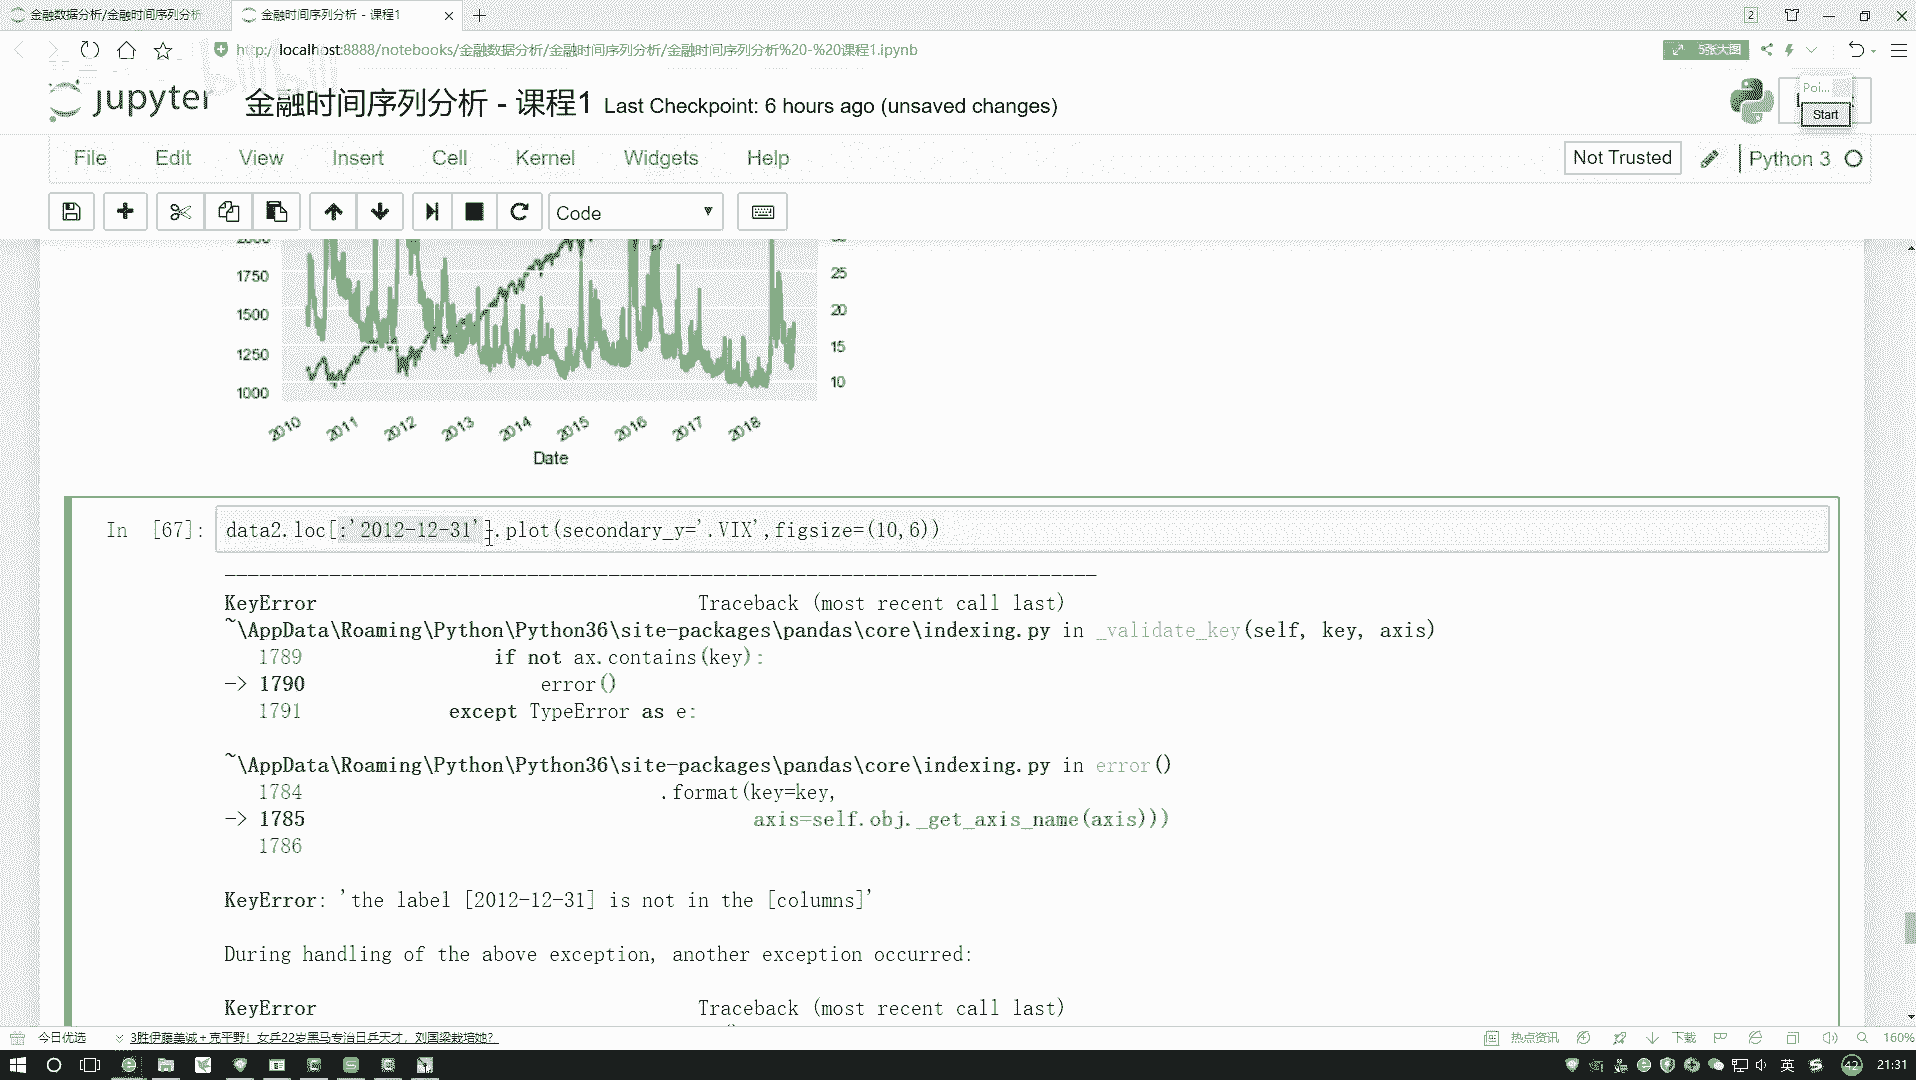 金融数据分析/金融时间序列分析
金融时间序列分析 - 课程1
2
http://localhost:8888/notebooks/金融数据分析/金融时间序列分析/金融时间序列分析%20-%20课程1.ipynb
5张大图
jupyter
金融时间序列分析 - 课程1 Last Checkpoint: 6 hours ago (unsaved changes)
Poi...
Start
File Edit View Insert Cell Kernel Widgets Help
Not Trusted
Python 3
Code
1750
1500
1250
1000
25
20
15
10
2010 2011 2012 2013 2014 2015 2016 2017 2018
Date
In [67]: data2.loc[:'2012-12-31'].plot(secondary_y='.VIX',figsize=(10,6))
---------------------------------------------------------------------------
KeyError Traceback (most recent call last)
~\AppData\Roaming\Python\Python36\site-packages\pandas\core\indexing.py in _validate_key(self, key, axis)
1789 if not ax.contains(key):
-> 1790 error()
1791 except TypeError as e:
~\AppData\Roaming\Python\Python36\site-packages\pandas\core\indexing.py in error()
1784 .format(key=key,
-> 1785 axis=self.obj._get_axis_name(axis)))
1786
KeyError: 'the label [2012-12-31] is not in the [columns]'
During handling of the above exception, another exception occurred:
KeyError Traceback (most recent call last)
今日优选
3胜伊藤美诚+克平野!女乒22岁黑马专治日乒天才,刘国梁栽培她?
热点资讯
下载
160%
英
42
21:31